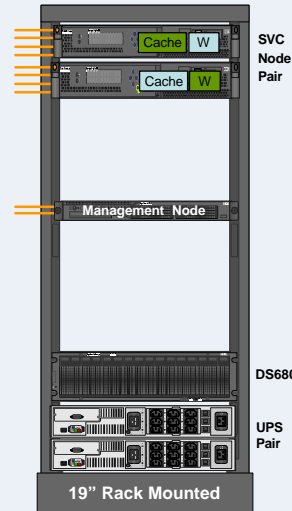 Cache W
SVC
Node
Pair
Cache W
Management Node
DS680
UPS
Pair
19” Rack Mounted